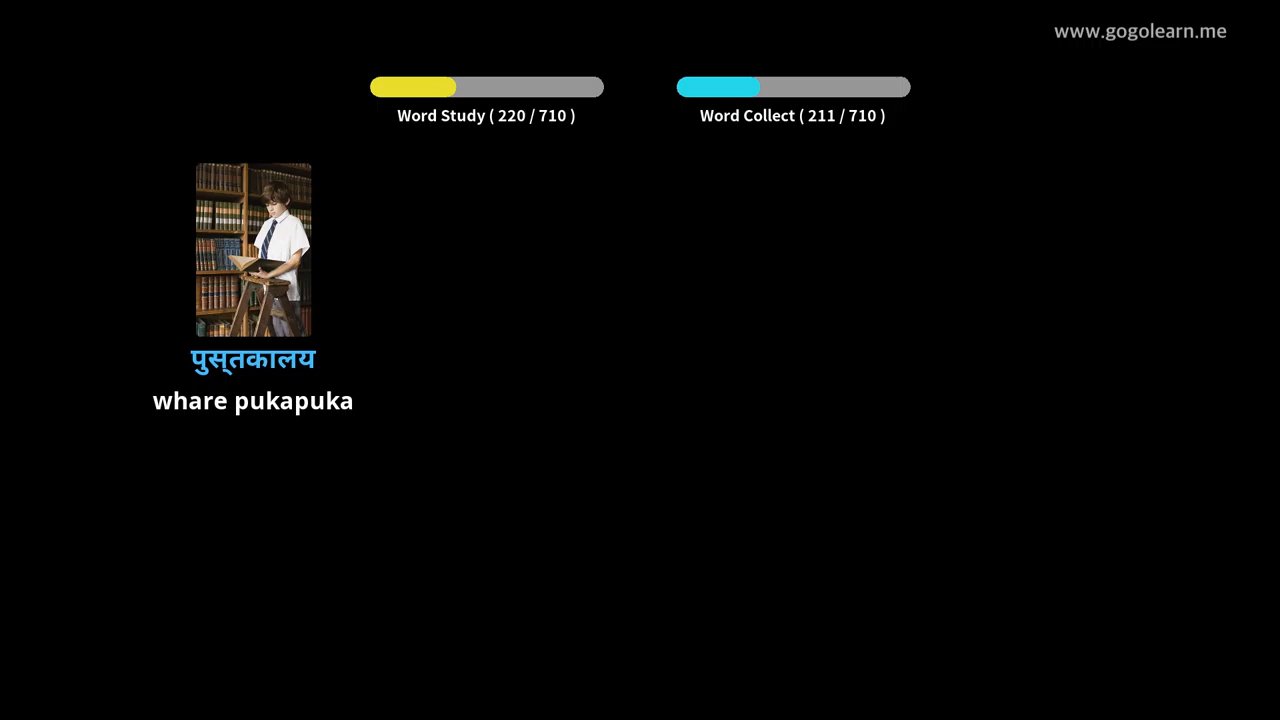 www.gogolearn.me
Word Study ( 220 / 710 )
Word Collect ( 211 / 710 )
पुस्तकालय
whare pukapuka